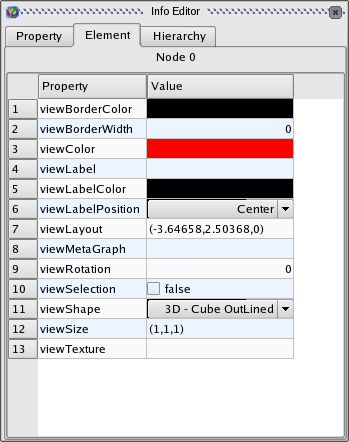 Info Editor
Property Element Hierarchy
Node 0
Property Value
1 viewBorderColor
2 viewBorderWidth 0
3 viewColor
4 viewLabel
5 viewLabelColor
6 viewLabelPosition Center
7 viewLayout (-3.64658,2.50368,0)
8 viewMetaGraph
9 viewRotation 0
10 viewSelection false
11 viewShape 3D - Cube OutLined
12 viewSize (1,1,1)
13 viewTexture